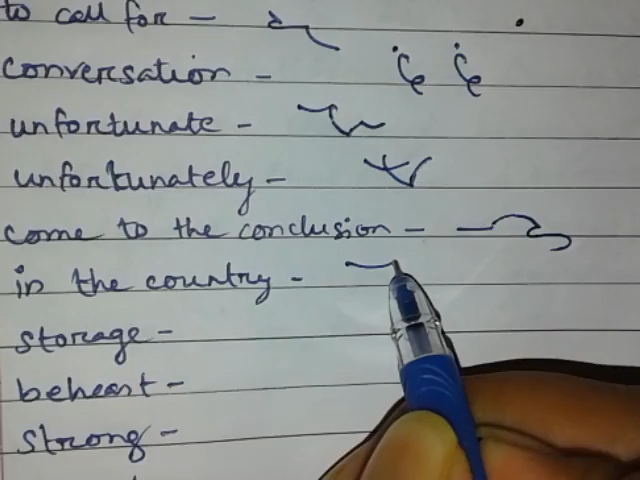 to call for -
conversation -
unfortunate -
unfortunately -
come to the conclusion -
in the country -
storage -
behest -
strong -